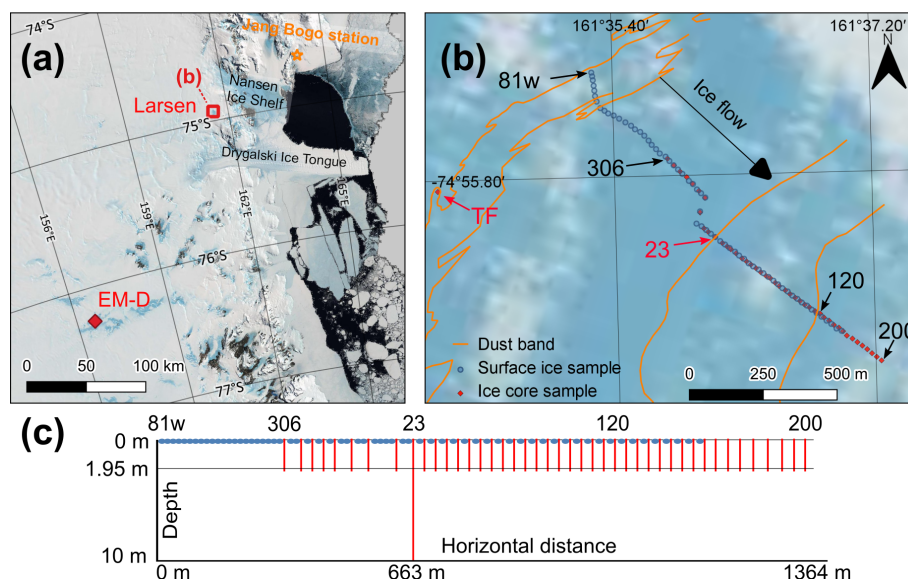 (a)
74°S
Jang Bogo station
(b)
Nansen
Ice Shelf
Larsen
75°S
Drygalski Ice Tongue
165°E
162°E
159°E
156°E
76°S
EM-D
0 50 100 km
77°S
(b)
161°35.40′
161°37.20′
N
81w
Ice flow
306
-74°55.80′
TF
23
120
200
Dust band
Surface ice sample
Ice core sample
0 250 500 m
(c)
81w 306 23 120 200
0 m
1.95 m
Depth
Horizontal distance
10 m
0 m 663 m 1364 m